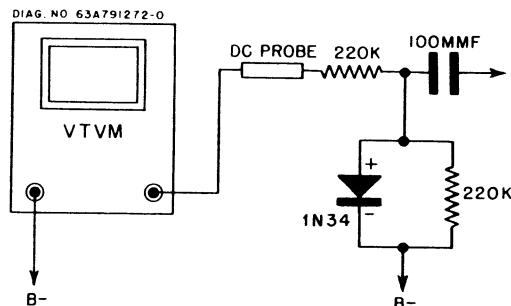 DIAG. NO 63A791272-0
VTVM
B-
DC PROBE
220K
100MMF
+
1N34
-
220K
B-